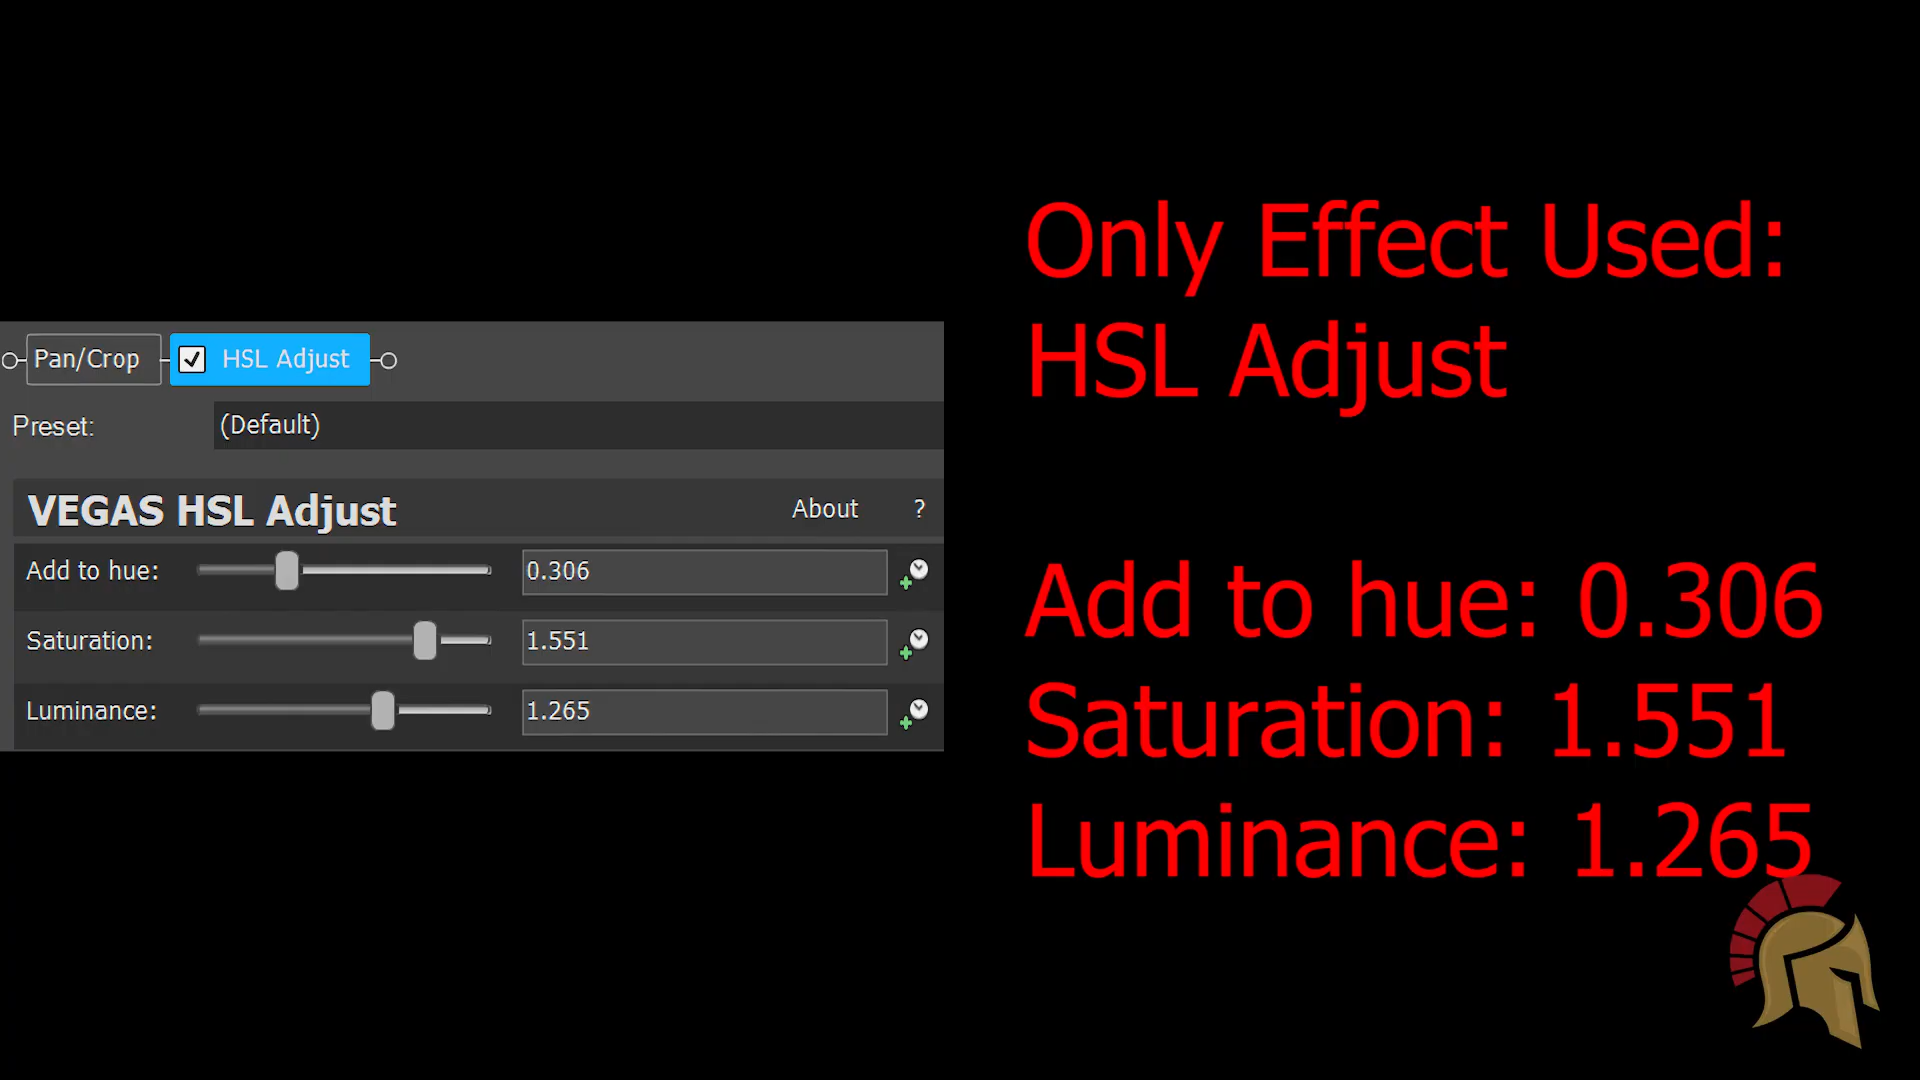 Pan/Crop HSL Adjust
Preset: (Default)
VEGAS HSL Adjust About ?
Add to hue: 0.306
Saturation: 1.551
Luminance: 1.265
Only Effect Used:
HSL Adjust
Add to hue: 0.306
Saturation: 1.551
Luminance: 1.265